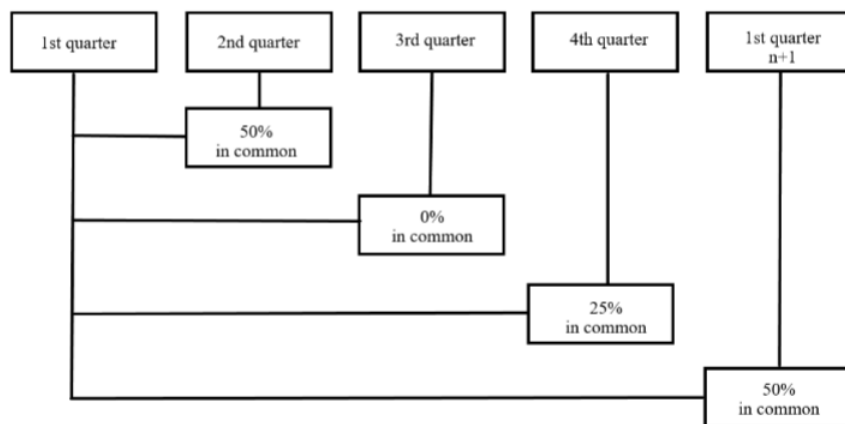 1st quarter
2nd quarter
3rd quarter
4th quarter
1st quarter
n+1
50%
in common
0%
in common
25%
in common
50%
in common